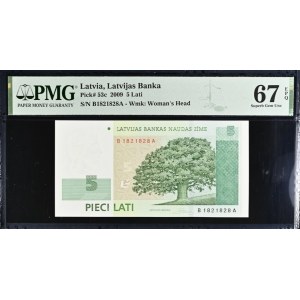 PMG
PAPER MONEY GUARANTY
Latvia, Latvijas Banka
Pick# 53c 2009 5 Lati
S/N B1821828A - Wmk: Woman's Head
67 EPQ
Superb Gem Unc
LATVIJAS BANKAS NAUDAS ZĪME
5
B 1821828 A
5
PIECI LATI
B 1821828 A